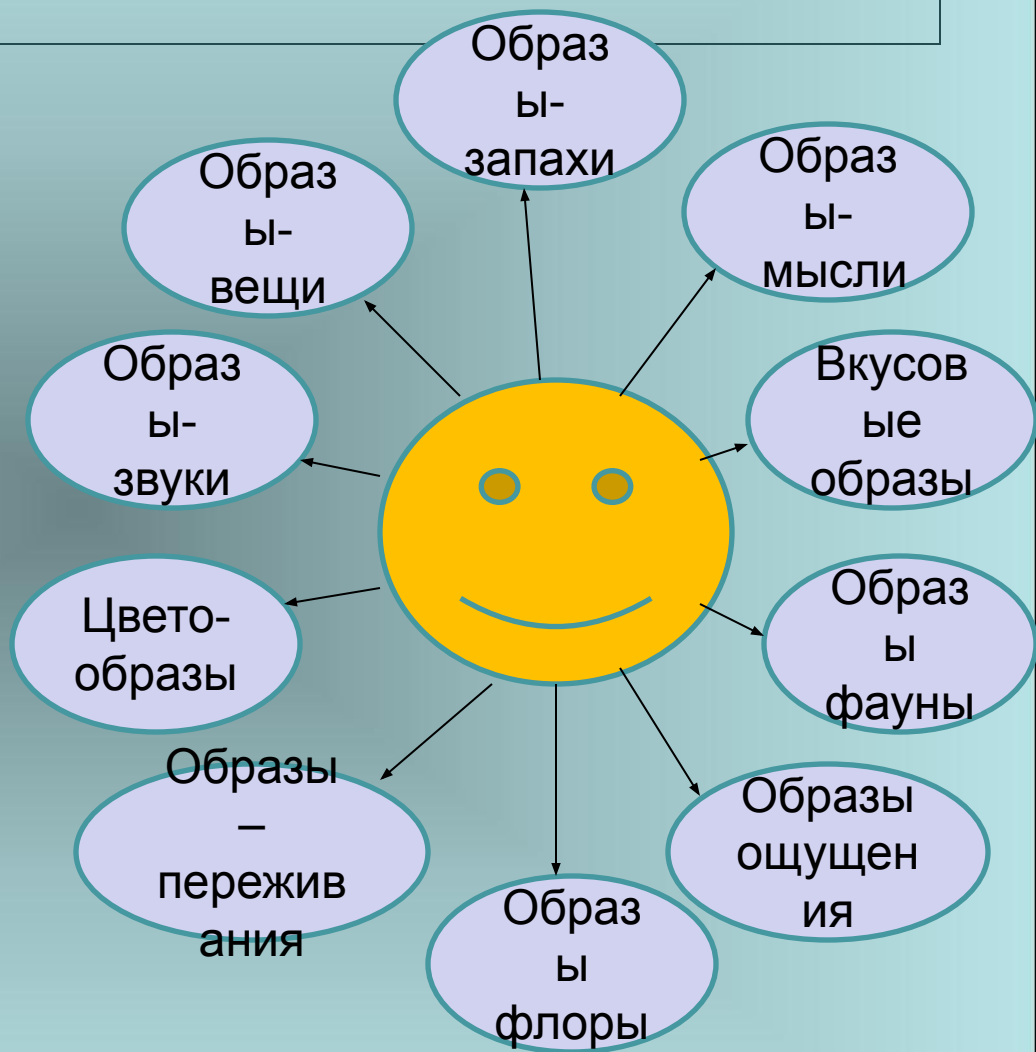 Образ
ы-
запахи
Образ
ы-
мысли
Вкусов
ые
образы
Образ
ы
фауны
Образы
ощущен
ия
Образ
ы
флоры
Образы
–
пережив
ания
Цвето-
образы
Образ
ы-
звуки
Образ
ы-
вещи